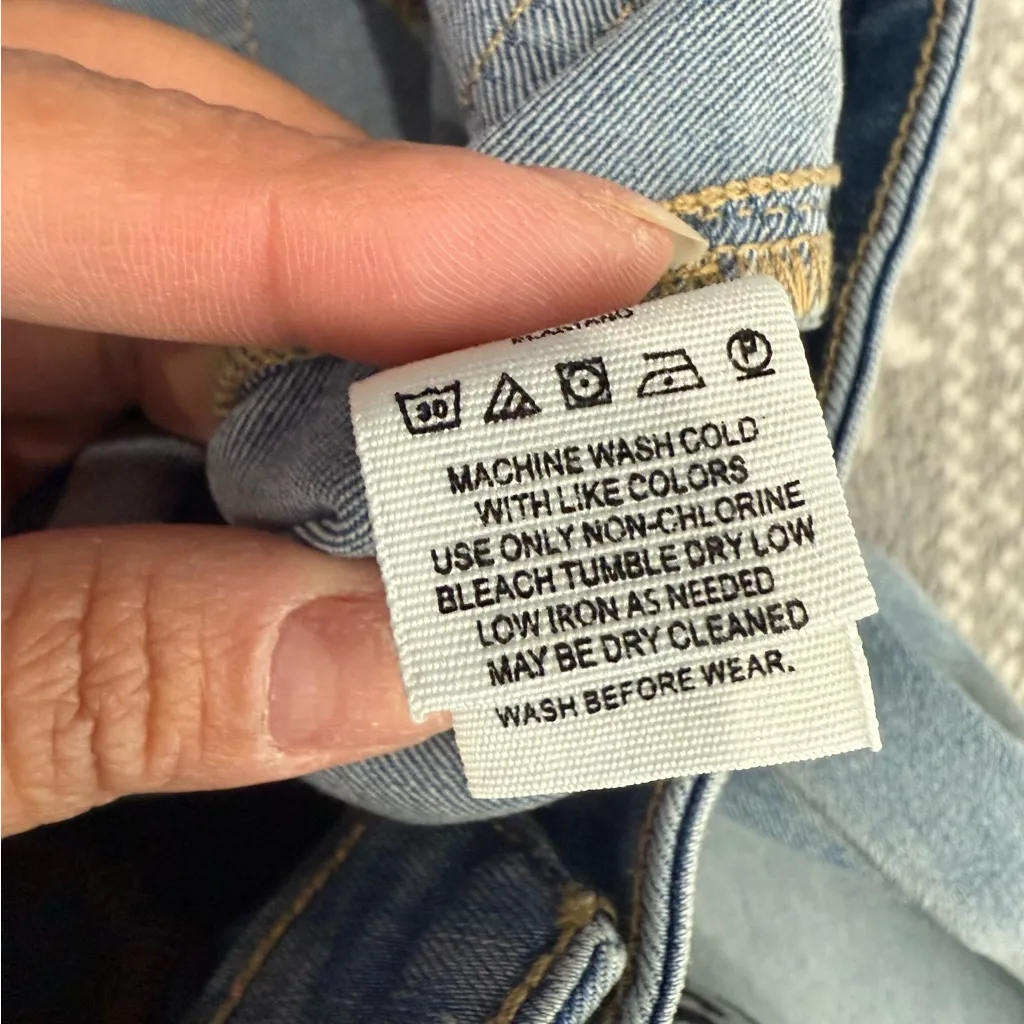 30
P
MACHINE WASH COLD
WITH LIKE COLORS
USE ONLY NON-CHLORINE
BLEACH TUMBLE DRY LOW
LOW IRON AS NEEDED
MAY BE DRY CLEANED
WASH BEFORE WEAR.